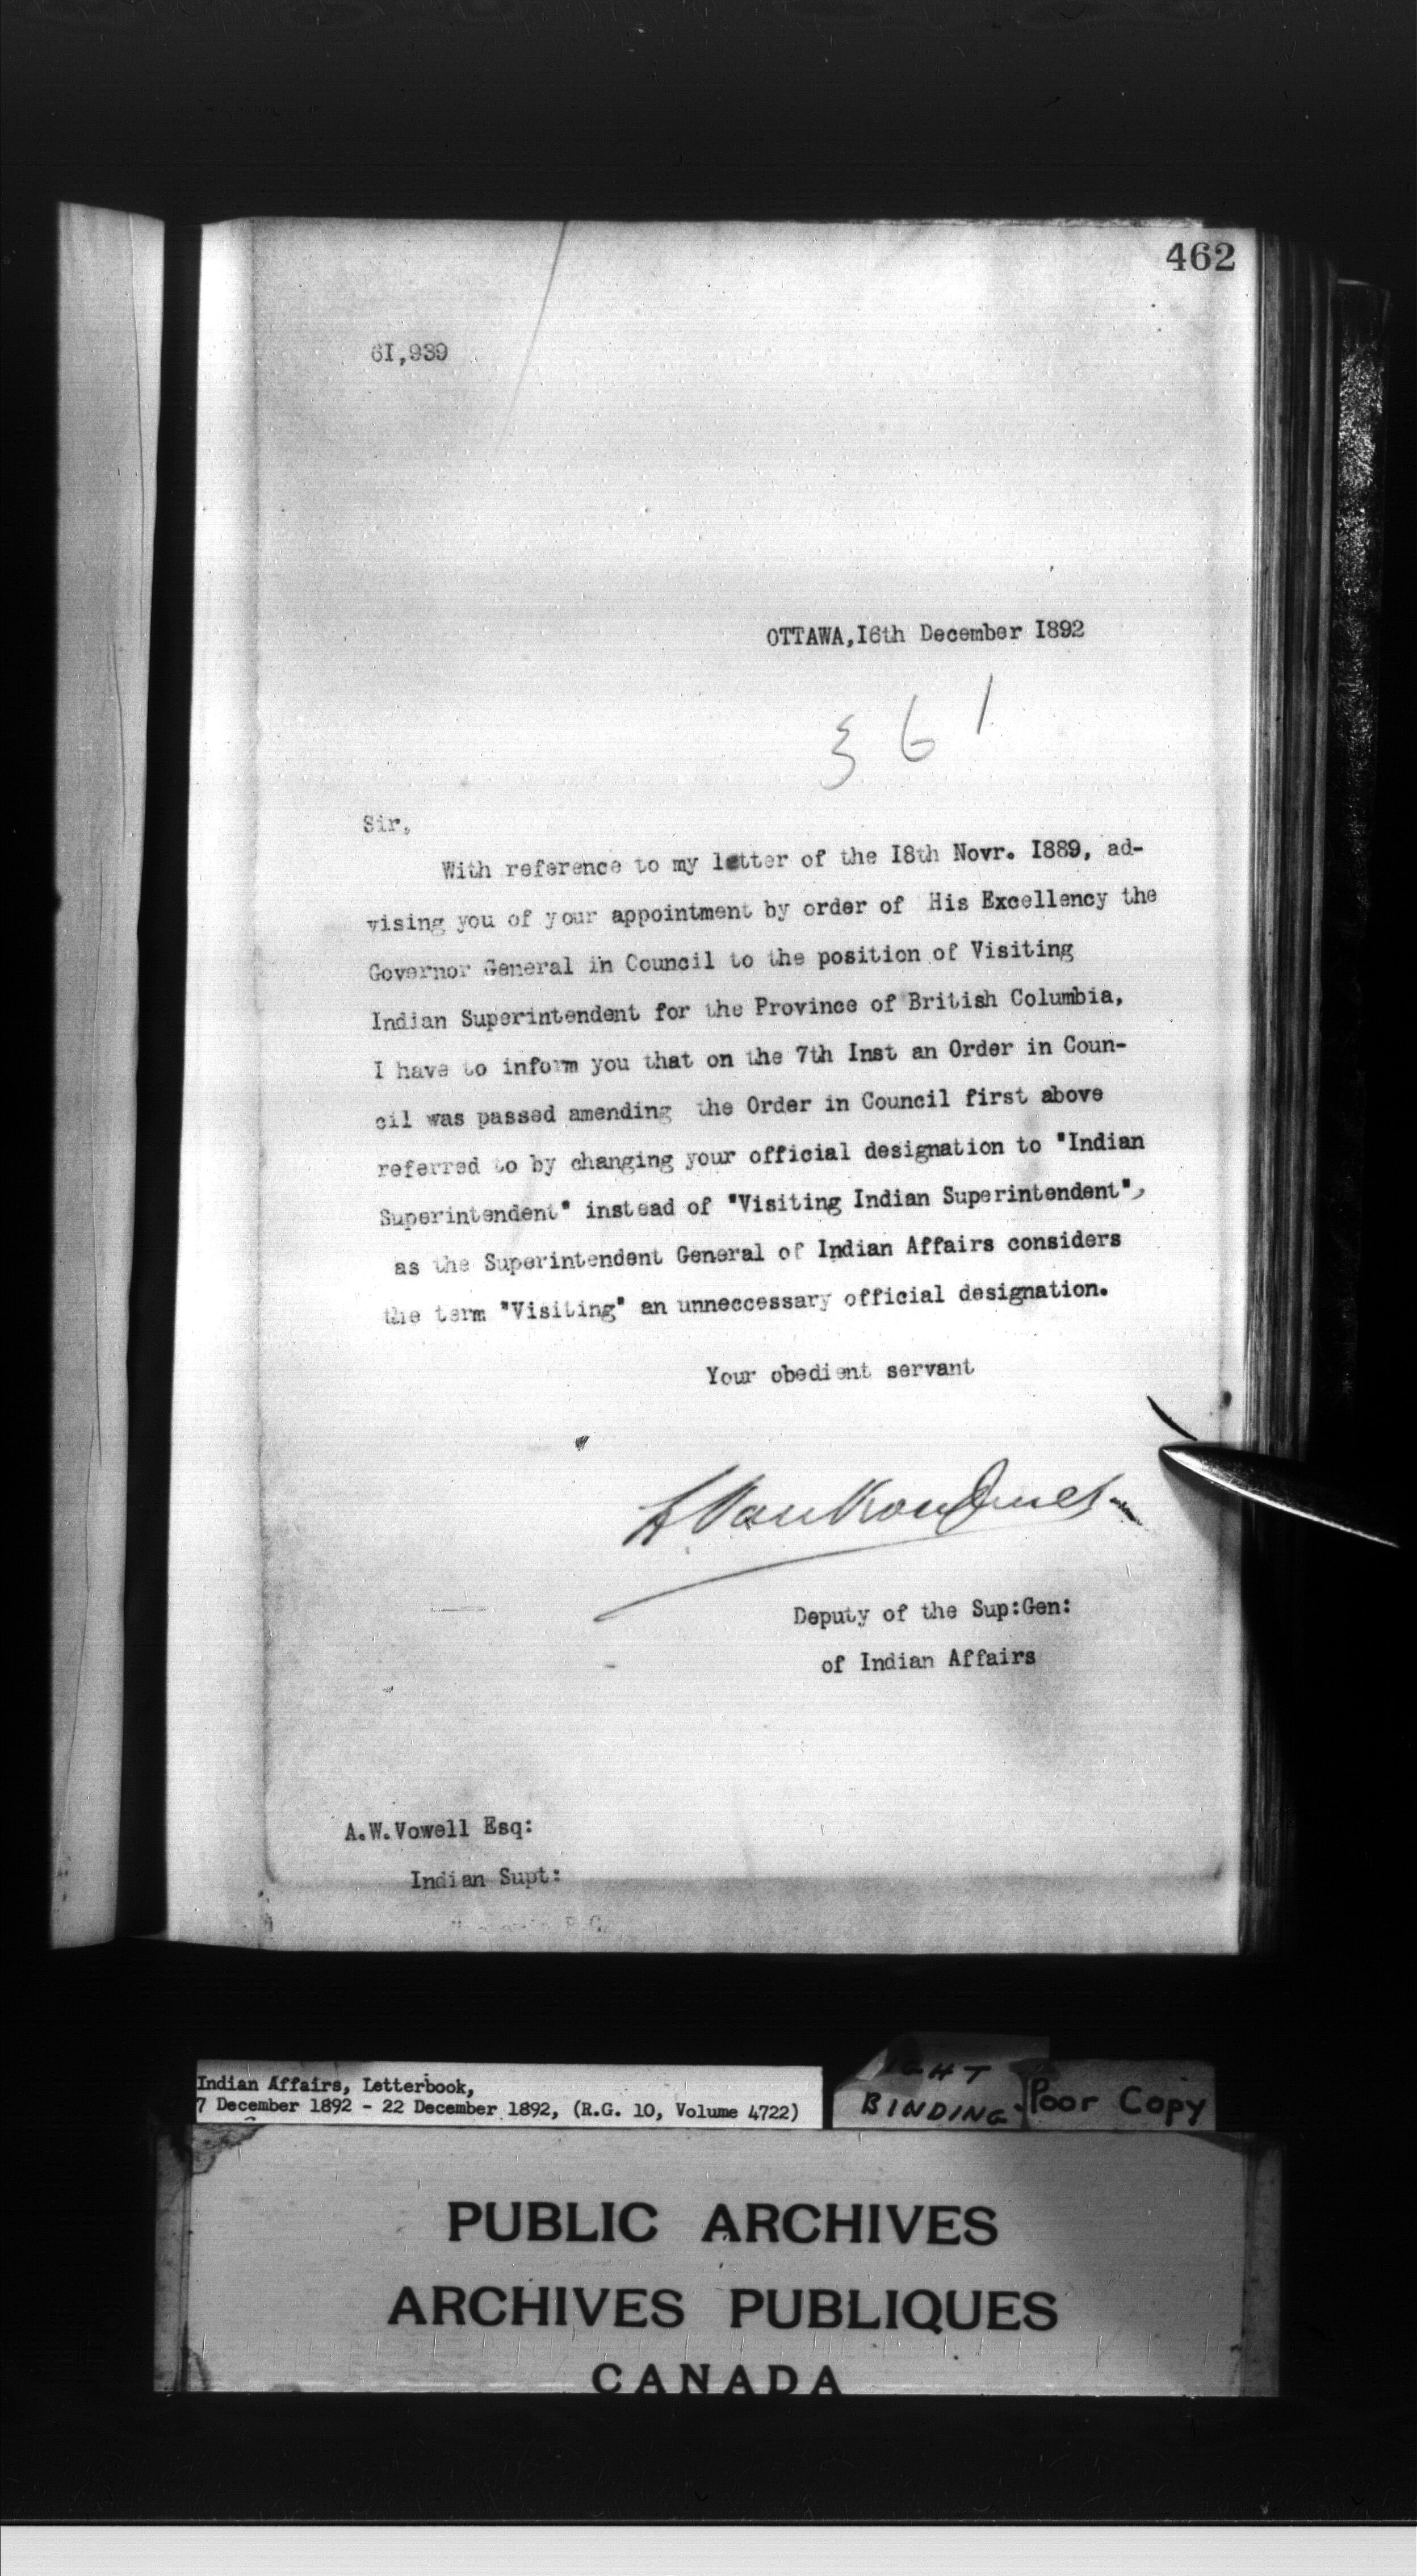 462
6I,939
OTTAWA,I6th December I892
361
Sir,
With reference to my letter of the I8th Novr. I889, ad-
vising you of your appointment by order of His Excellency the
Governor General in Council to the position of Visiting
Indian Superintendent for the Province of British Columbia,
I have to inform you that on the 7th Inst an Order in Coun-
cil was passed amending the Order in Council first above
referred to by changing your official designation to "Indian
Superintendent" instead of "Visiting Indian Superintendent",
as the Superintendent General of Indian Affairs considers
the term "Visiting" an unneccessary official designation.
Your obedient servant
L VanKoughnet
Deputy of the Sup:Gen:
of Indian Affairs
A.W.Vowell Esq:
Indian Supt:
B.C.
Indian Affairs, Letterbook,
7 December 1892 - 22 December 1892, (R.G. 10, Volume 4722)
BINDING
Poor Copy
PUBLIC ARCHIVES
ARCHIVES PUBLIQUES
CANADA